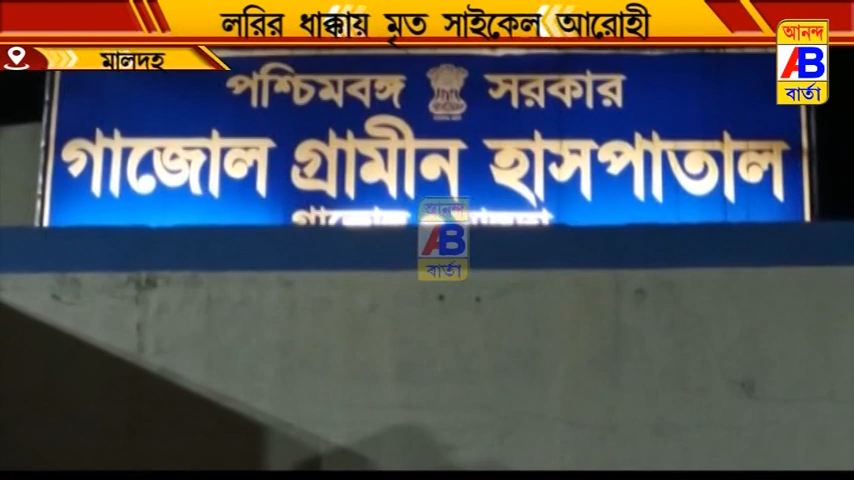 লরির ধাক্কায় মৃত সাইকেল আরোহী
মালদহ
আনন্দ
AB
বার্তা
পশ্চিমবঙ্গ সরকার
গাজোল গ্রামীন হাসপাতাল
আনন্দ
AB
বার্তা